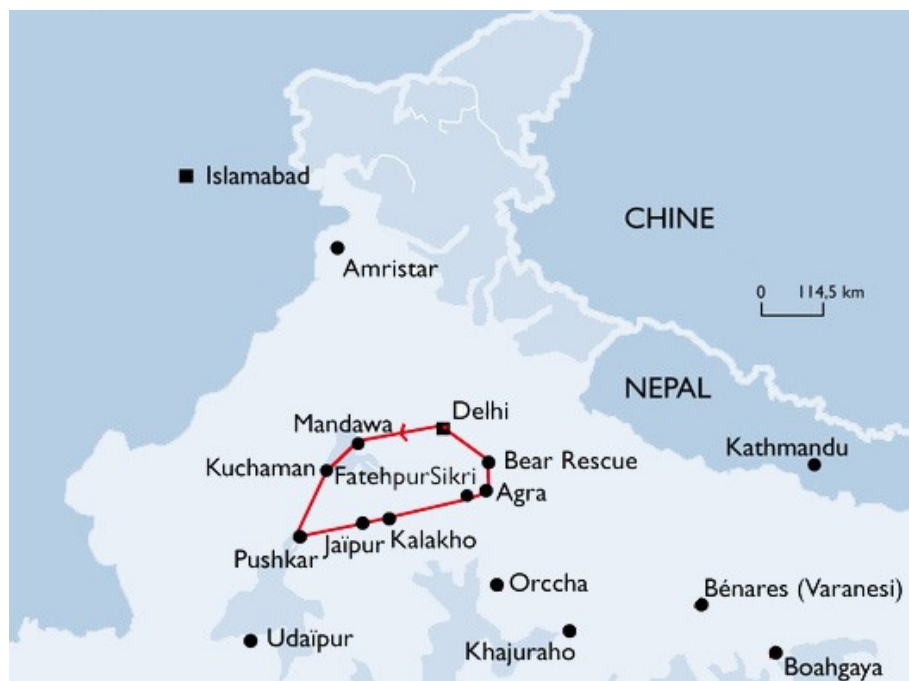 Islamabad
CHINE
Amristar
0 114,5 km
NEPAL
Delhi
Mandawa
Kathmandu
Kuchaman
FatehpurSikri
Bear Rescue
Agra
Pushkar
Jaïpur
Kalakho
Orccha
Bénares (Varanesi)
Udaïpur
Khajuraho
Boahgaya